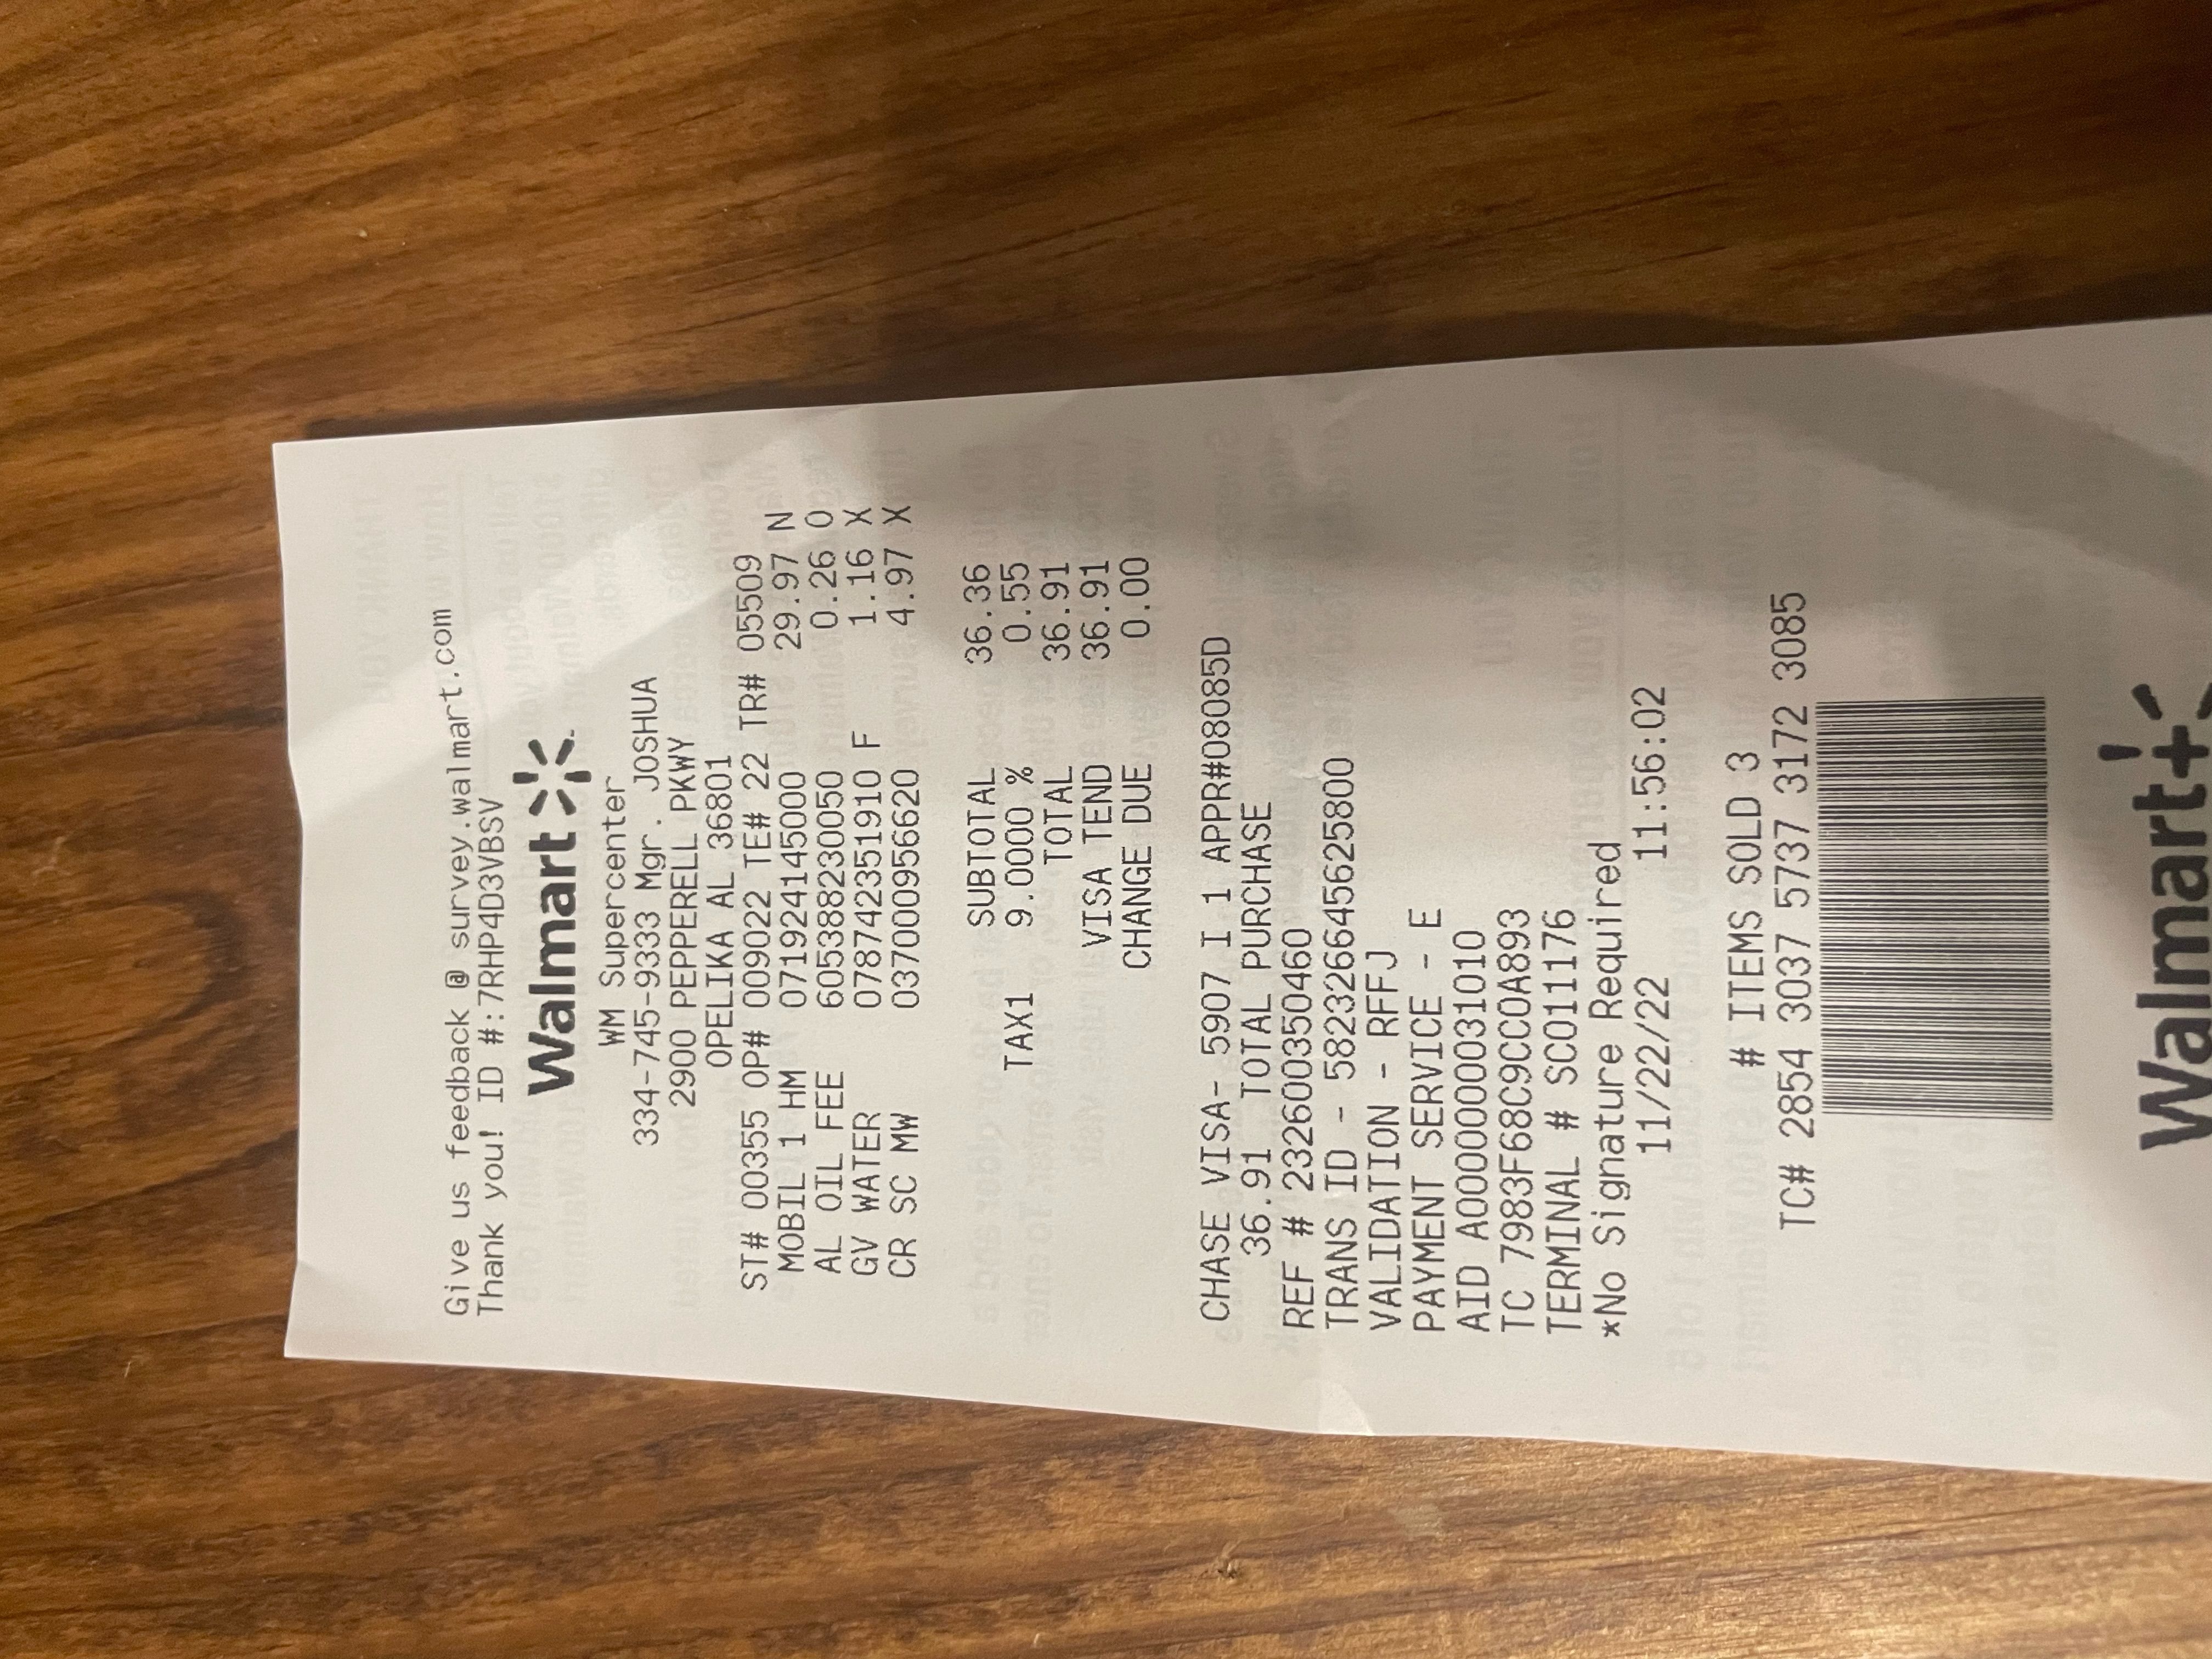 Give us feedback @ survey.walmart.com
Thank you! ID #:7RHP4D3VBSV
Walmart
WM Supercenter
334-745-9333 Mgr. JOSHUA
2900 PEPPERELL PKWY
OPELIKA AL 36801
ST# 00355 OP# 009022 TE# 22 TR# 05509
MOBIL 1 HM 071924145000 29.97 N
AL OIL FEE 605388230050 0.26 O
GV WATER 078742351910 F 1.16 X
CR SC MW 037000956620 4.97 X
SUBTOTAL 36.36
TAX1 9.0000 % 0.55
TOTAL 36.91
VISA TEND 36.91
CHANGE DUE 0.00
CHASE VISA- 5907 I 1 APPR#08085D
36.91 TOTAL PURCHASE
REF # 232600350460
TRANS ID - 582326645625800
VALIDATION - RFFJ
PAYMENT SERVICE - E
AID A0000000031010
TC 7983F68C9CC0A893
TERMINAL # SC011176
*No Signature Required
11/22/22 11:56:02
# ITEMS SOLD 3
TC# 2854 3037 5737 3172 3085
Walmart+